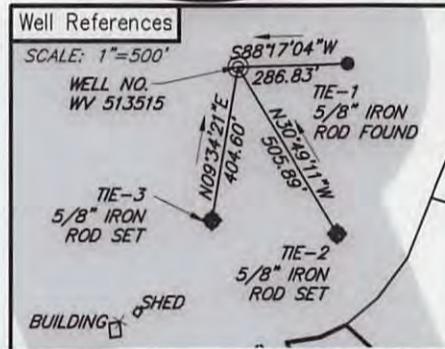 Well References
SCALE: 1"=500'
WELL NO.
WV 513515
S88°17'04"W
286.83'
TIE-1
5/8" IRON
ROD FOUND
N09°34'21"E
404.60'
N30°49'11"W
505.89'
TIE-3
5/8" IRON
ROD SET
TIE-2
5/8" IRON
ROD SET
SHED
BUILDING